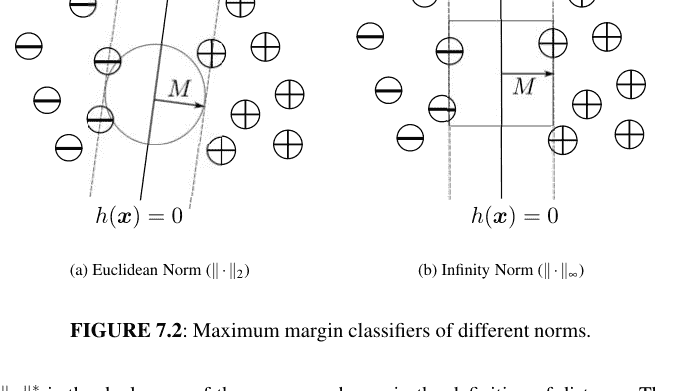 M
M
h(x) = 0
h(x) = 0
(a) Euclidean Norm (‖ · ‖₂)
(b) Infinity Norm (‖ · ‖∞)
FIGURE 7.2: Maximum margin classifiers of different norms.